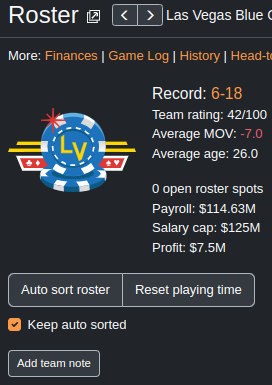 Roster
Las Vegas Blue C
More: Finances | Game Log | History | Head-to
Record: 6-18
Team rating: 42/100
Average MOV: -7.0
Average age: 26.0
LV
0 open roster spots
Payroll: $114.63M
Salary cap: $125M
Profit: $7.5M
Auto sort roster
Reset playing time
Keep auto sorted
Add team note